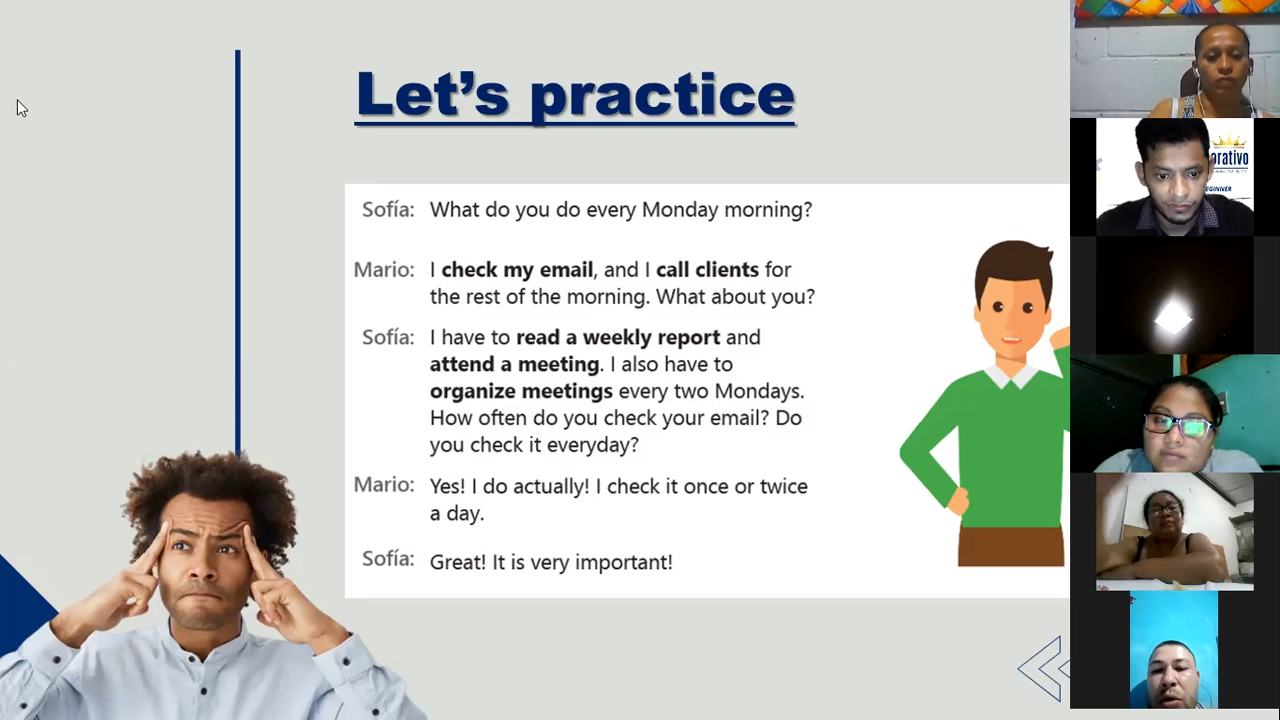 Let's practice
Sofía: What do you do every Monday morning?
Mario: I check my email, and I call clients for
the rest of the morning. What about you?
Sofía: I have to read a weekly report and
attend a meeting. I also have to
organize meetings every two Mondays.
How often do you check your email? Do
you check it everyday?
Mario: Yes! I do actually! I check it once or twice
a day.
Sofía: Great! It is very important!
orativo
EGINNER